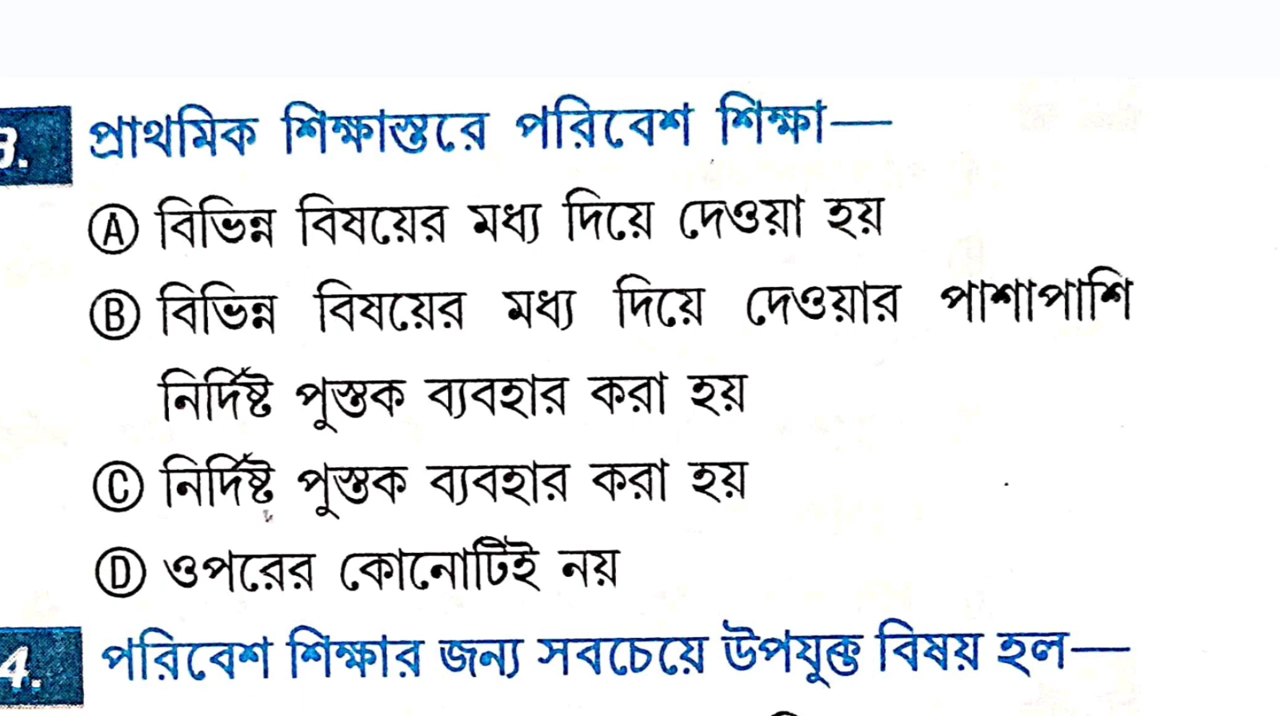 3. প্রাথমিক শিক্ষাস্তরে পরিবেশ শিক্ষা—
Ⓐ বিভিন্ন বিষয়ের মধ্য দিয়ে দেওয়া হয়
Ⓑ বিভিন্ন বিষয়ের মধ্য দিয়ে দেওয়ার পাশাপাশি
নির্দিষ্ট পুস্তক ব্যবহার করা হয়
Ⓒ নির্দিষ্ট পুস্তক ব্যবহার করা হয়
Ⓓ ওপরের কোনোটিই নয়
4. পরিবেশ শিক্ষার জন্য সবচেয়ে উপযুক্ত বিষয় হল—